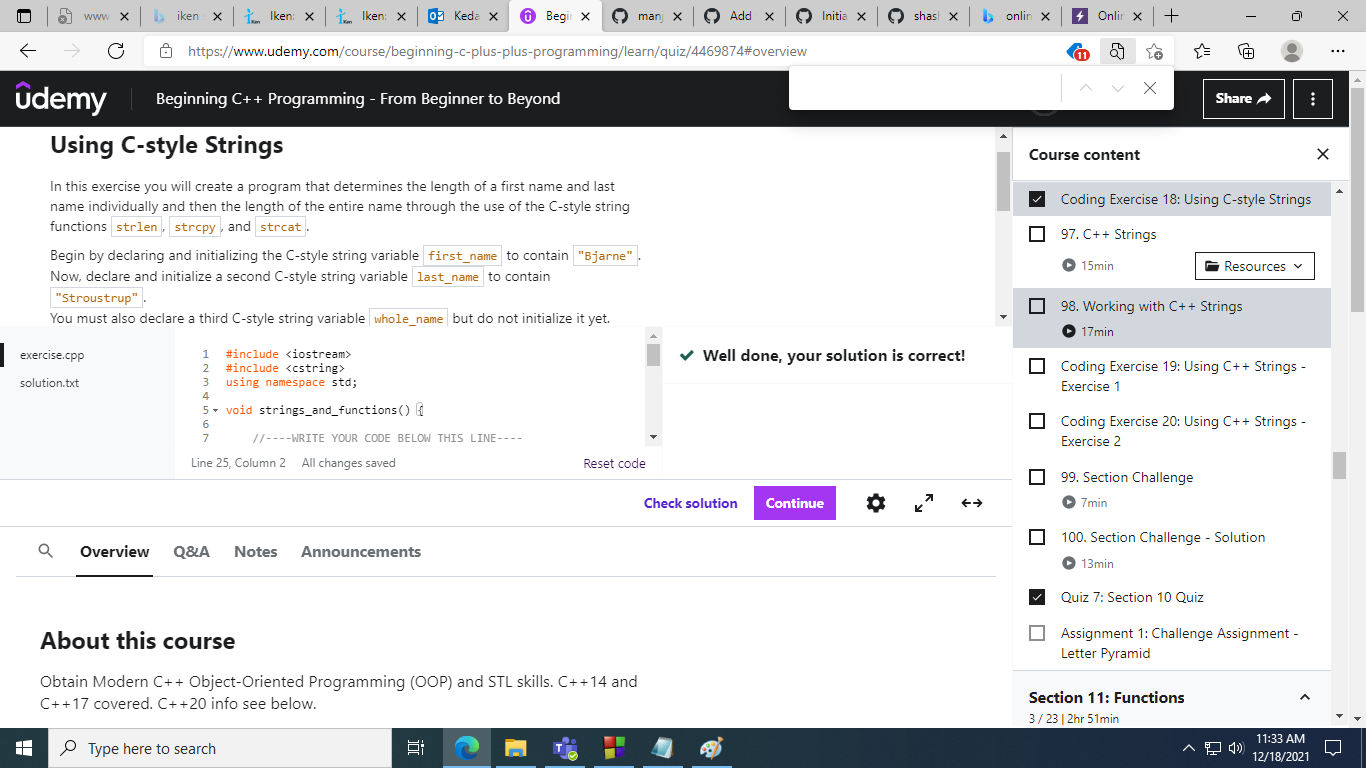 www
iken
Iken
Iken
Keda
Begin
manj
Add
Initia
shash
onlin
Onlin
https://www.udemy.com/course/beginning-c-plus-plus-programming/learn/quiz/4469874#overview
11
udemy
Beginning C++ Programming - From Beginner to Beyond
Share
Using C-style Strings
In this exercise you will create a program that determines the length of a first name and last
name individually and then the length of the entire name through the use of the C-style string
functions strlen, strcpy, and strcat.
Begin by declaring and initializing the C-style string variable first_name to contain "Bjarne".
Now, declare and initialize a second C-style string variable last_name to contain
"Stroustrup".
You must also declare a third C-style string variable whole_name but do not initialize it yet.
exercise.cpp
solution.txt
1 #include <iostream>
2 #include <cstring>
3 using namespace std;
4
5 void strings_and_functions() {
6
7 //----WRITE YOUR CODE BELOW THIS LINE----
Line 25, Column 2 All changes saved
Reset code
Well done, your solution is correct!
Check solution
Continue
Overview
Q&A
Notes
Announcements
About this course
Obtain Modern C++ Object-Oriented Programming (OOP) and STL skills. C++14 and
C++17 covered. C++20 info see below.
Course content
Coding Exercise 18: Using C-style Strings
97. C++ Strings
15min
Resources
98. Working with C++ Strings
17min
Coding Exercise 19: Using C++ Strings -
Exercise 1
Coding Exercise 20: Using C++ Strings -
Exercise 2
99. Section Challenge
7min
100. Section Challenge - Solution
13min
Quiz 7: Section 10 Quiz
Assignment 1: Challenge Assignment -
Letter Pyramid
Section 11: Functions
3 / 23 | 2hr 51min
Type here to search
11:33 AM
12/18/2021